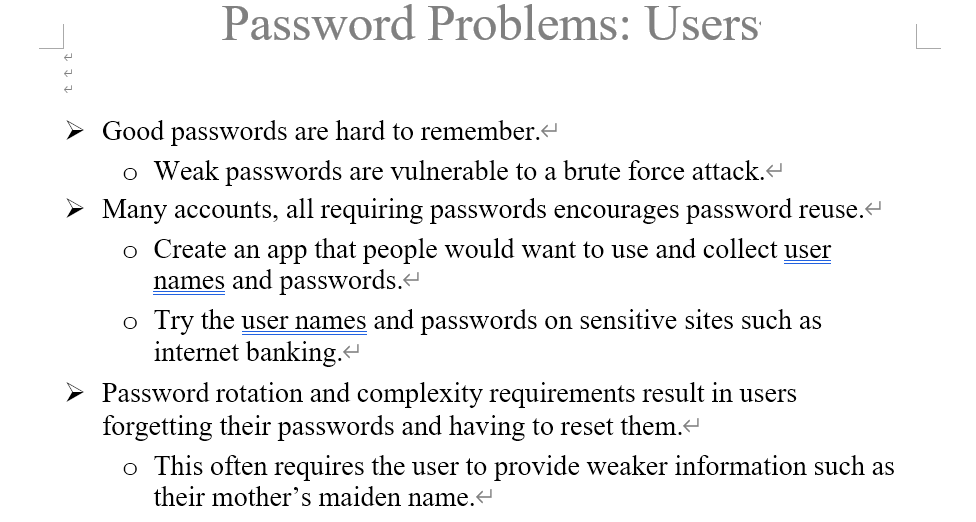 Password Problems: Users
➢ Good passwords are hard to remember.
o Weak passwords are vulnerable to a brute force attack.
➢ Many accounts, all requiring passwords encourages password reuse.
o Create an app that people would want to use and collect user
names and passwords.
o Try the user names and passwords on sensitive sites such as
internet banking.
➢ Password rotation and complexity requirements result in users
forgetting their passwords and having to reset them.
o This often requires the user to provide weaker information such as
their mother’s maiden name.